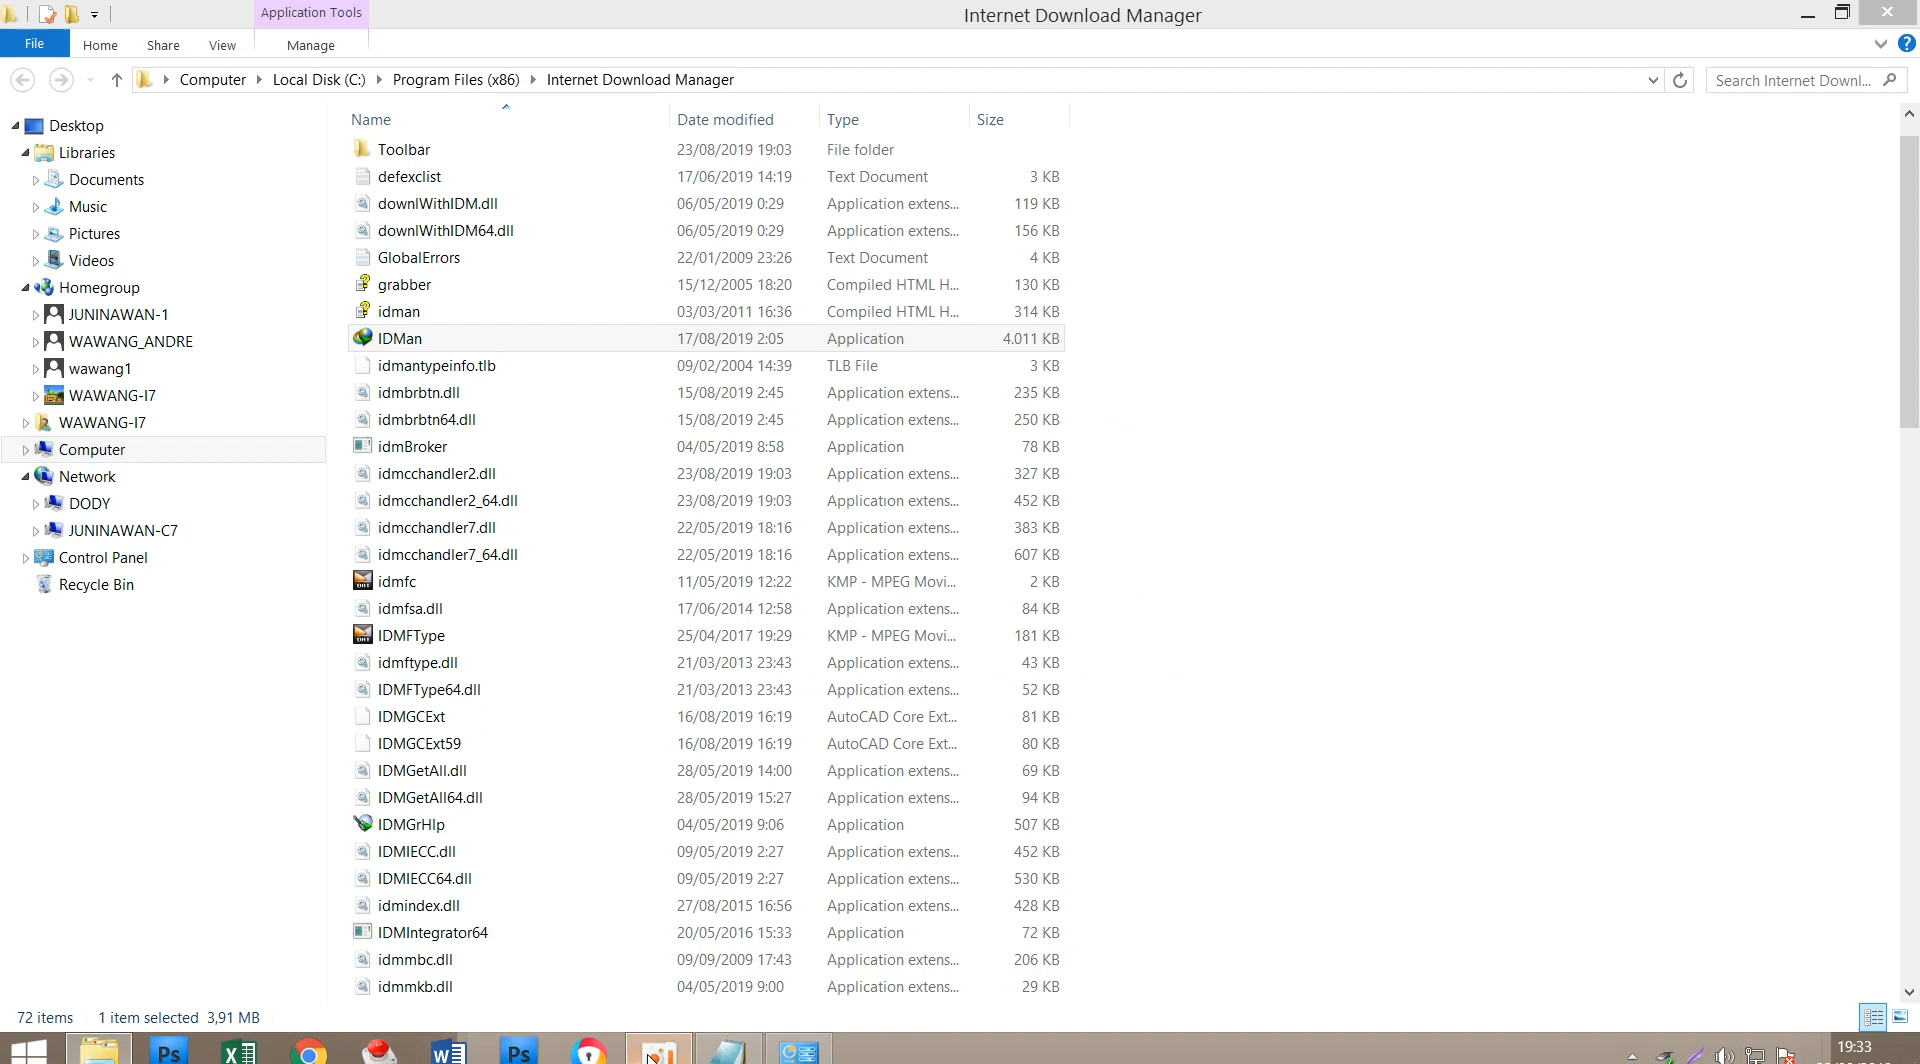 Application Tools
Internet Download Manager
File Home Share View Manage
Computer Local Disk (C:) Program Files (x86) Internet Download Manager
Search Internet Downl...
Desktop
Libraries
Documents
Music
Pictures
Videos
Homegroup
JUNINAWAN-1
WAWANG_ANDRE
wawang1
WAWANG-I7
WAWANG-I7
Computer
Network
DODY
JUNINAWAN-C7
Control Panel
Recycle Bin
Name Date modified Type Size
Toolbar 23/08/2019 19:03 File folder
defexclist 17/06/2019 14:19 Text Document 3 KB
downlWithIDM.dll 06/05/2019 0:29 Application extens... 119 KB
downlWithIDM64.dll 06/05/2019 0:29 Application extens... 156 KB
GlobalErrors 22/01/2009 23:26 Text Document 4 KB
grabber 15/12/2005 18:20 Compiled HTML H... 130 KB
idman 03/03/2011 16:36 Compiled HTML H... 314 KB
IDMan 17/08/2019 2:05 Application 4.011 KB
idmantypeinfo.tlb 09/02/2004 14:39 TLB File 3 KB
idmbrbtn.dll 15/08/2019 2:45 Application extens... 235 KB
idmbrbtn64.dll 15/08/2019 2:45 Application extens... 250 KB
idmBroker 04/05/2019 8:58 Application 78 KB
idmcchandler2.dll 23/08/2019 19:03 Application extens... 327 KB
idmcchandler2_64.dll 23/08/2019 19:03 Application extens... 452 KB
idmcchandler7.dll 22/05/2019 18:16 Application extens... 383 KB
idmcchandler7_64.dll 22/05/2019 18:16 Application extens... 607 KB
idmfc 11/05/2019 12:22 KMP - MPEG Movi... 2 KB
idmfsa.dll 17/06/2014 12:58 Application extens... 84 KB
IDMFType 25/04/2017 19:29 KMP - MPEG Movi... 181 KB
idmftype.dll 21/03/2013 23:43 Application extens... 43 KB
IDMFType64.dll 21/03/2013 23:43 Application extens... 52 KB
IDMGCExt 16/08/2019 16:19 AutoCAD Core Ext... 81 KB
IDMGCExt59 16/08/2019 16:19 AutoCAD Core Ext... 80 KB
IDMGetAll.dll 28/05/2019 14:00 Application extens... 69 KB
IDMGetAll64.dll 28/05/2019 15:27 Application extens... 94 KB
IDMGrHlp 04/05/2019 9:06 Application 507 KB
IDMIECC.dll 09/05/2019 2:27 Application extens... 452 KB
IDMIECC64.dll 09/05/2019 2:27 Application extens... 530 KB
idmindex.dll 27/08/2015 16:56 Application extens... 428 KB
IDMIntegrator64 20/05/2016 15:33 Application 72 KB
idmmbc.dll 09/09/2009 17:43 Application extens... 206 KB
idmmkb.dll 04/05/2019 9:00 Application extens... 29 KB
72 items 1 item selected 3,91 MB
Ps Ps
19:33